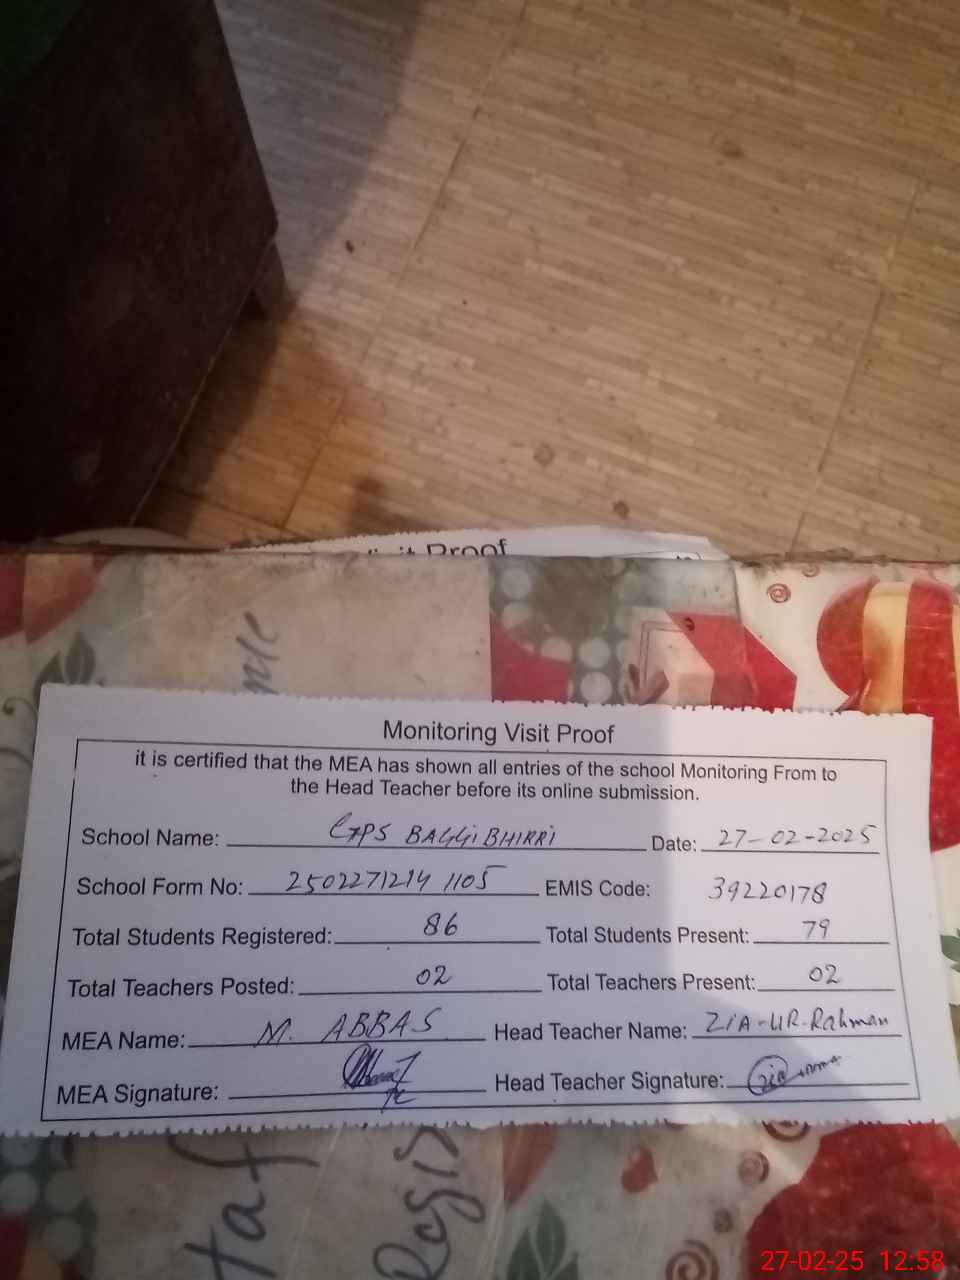 Proof
me
Monitoring Visit Proof
it is certified that the MEA has shown all entries of the school Monitoring From to
the Head Teacher before its online submission.
School Name: GPS BAGGI BHIRRI Date: 27-02-2025
School Form No: 2502271214 1105 EMIS Code: 39220178
Total Students Registered: 86 Total Students Present: 79
Total Teachers Posted: 02 Total Teachers Present: 02
MEA Name: M. ABBAS Head Teacher Name: ZiA-UR-Rahman
MEA Signature: Head Teacher Signature:
27-02-25 12:58